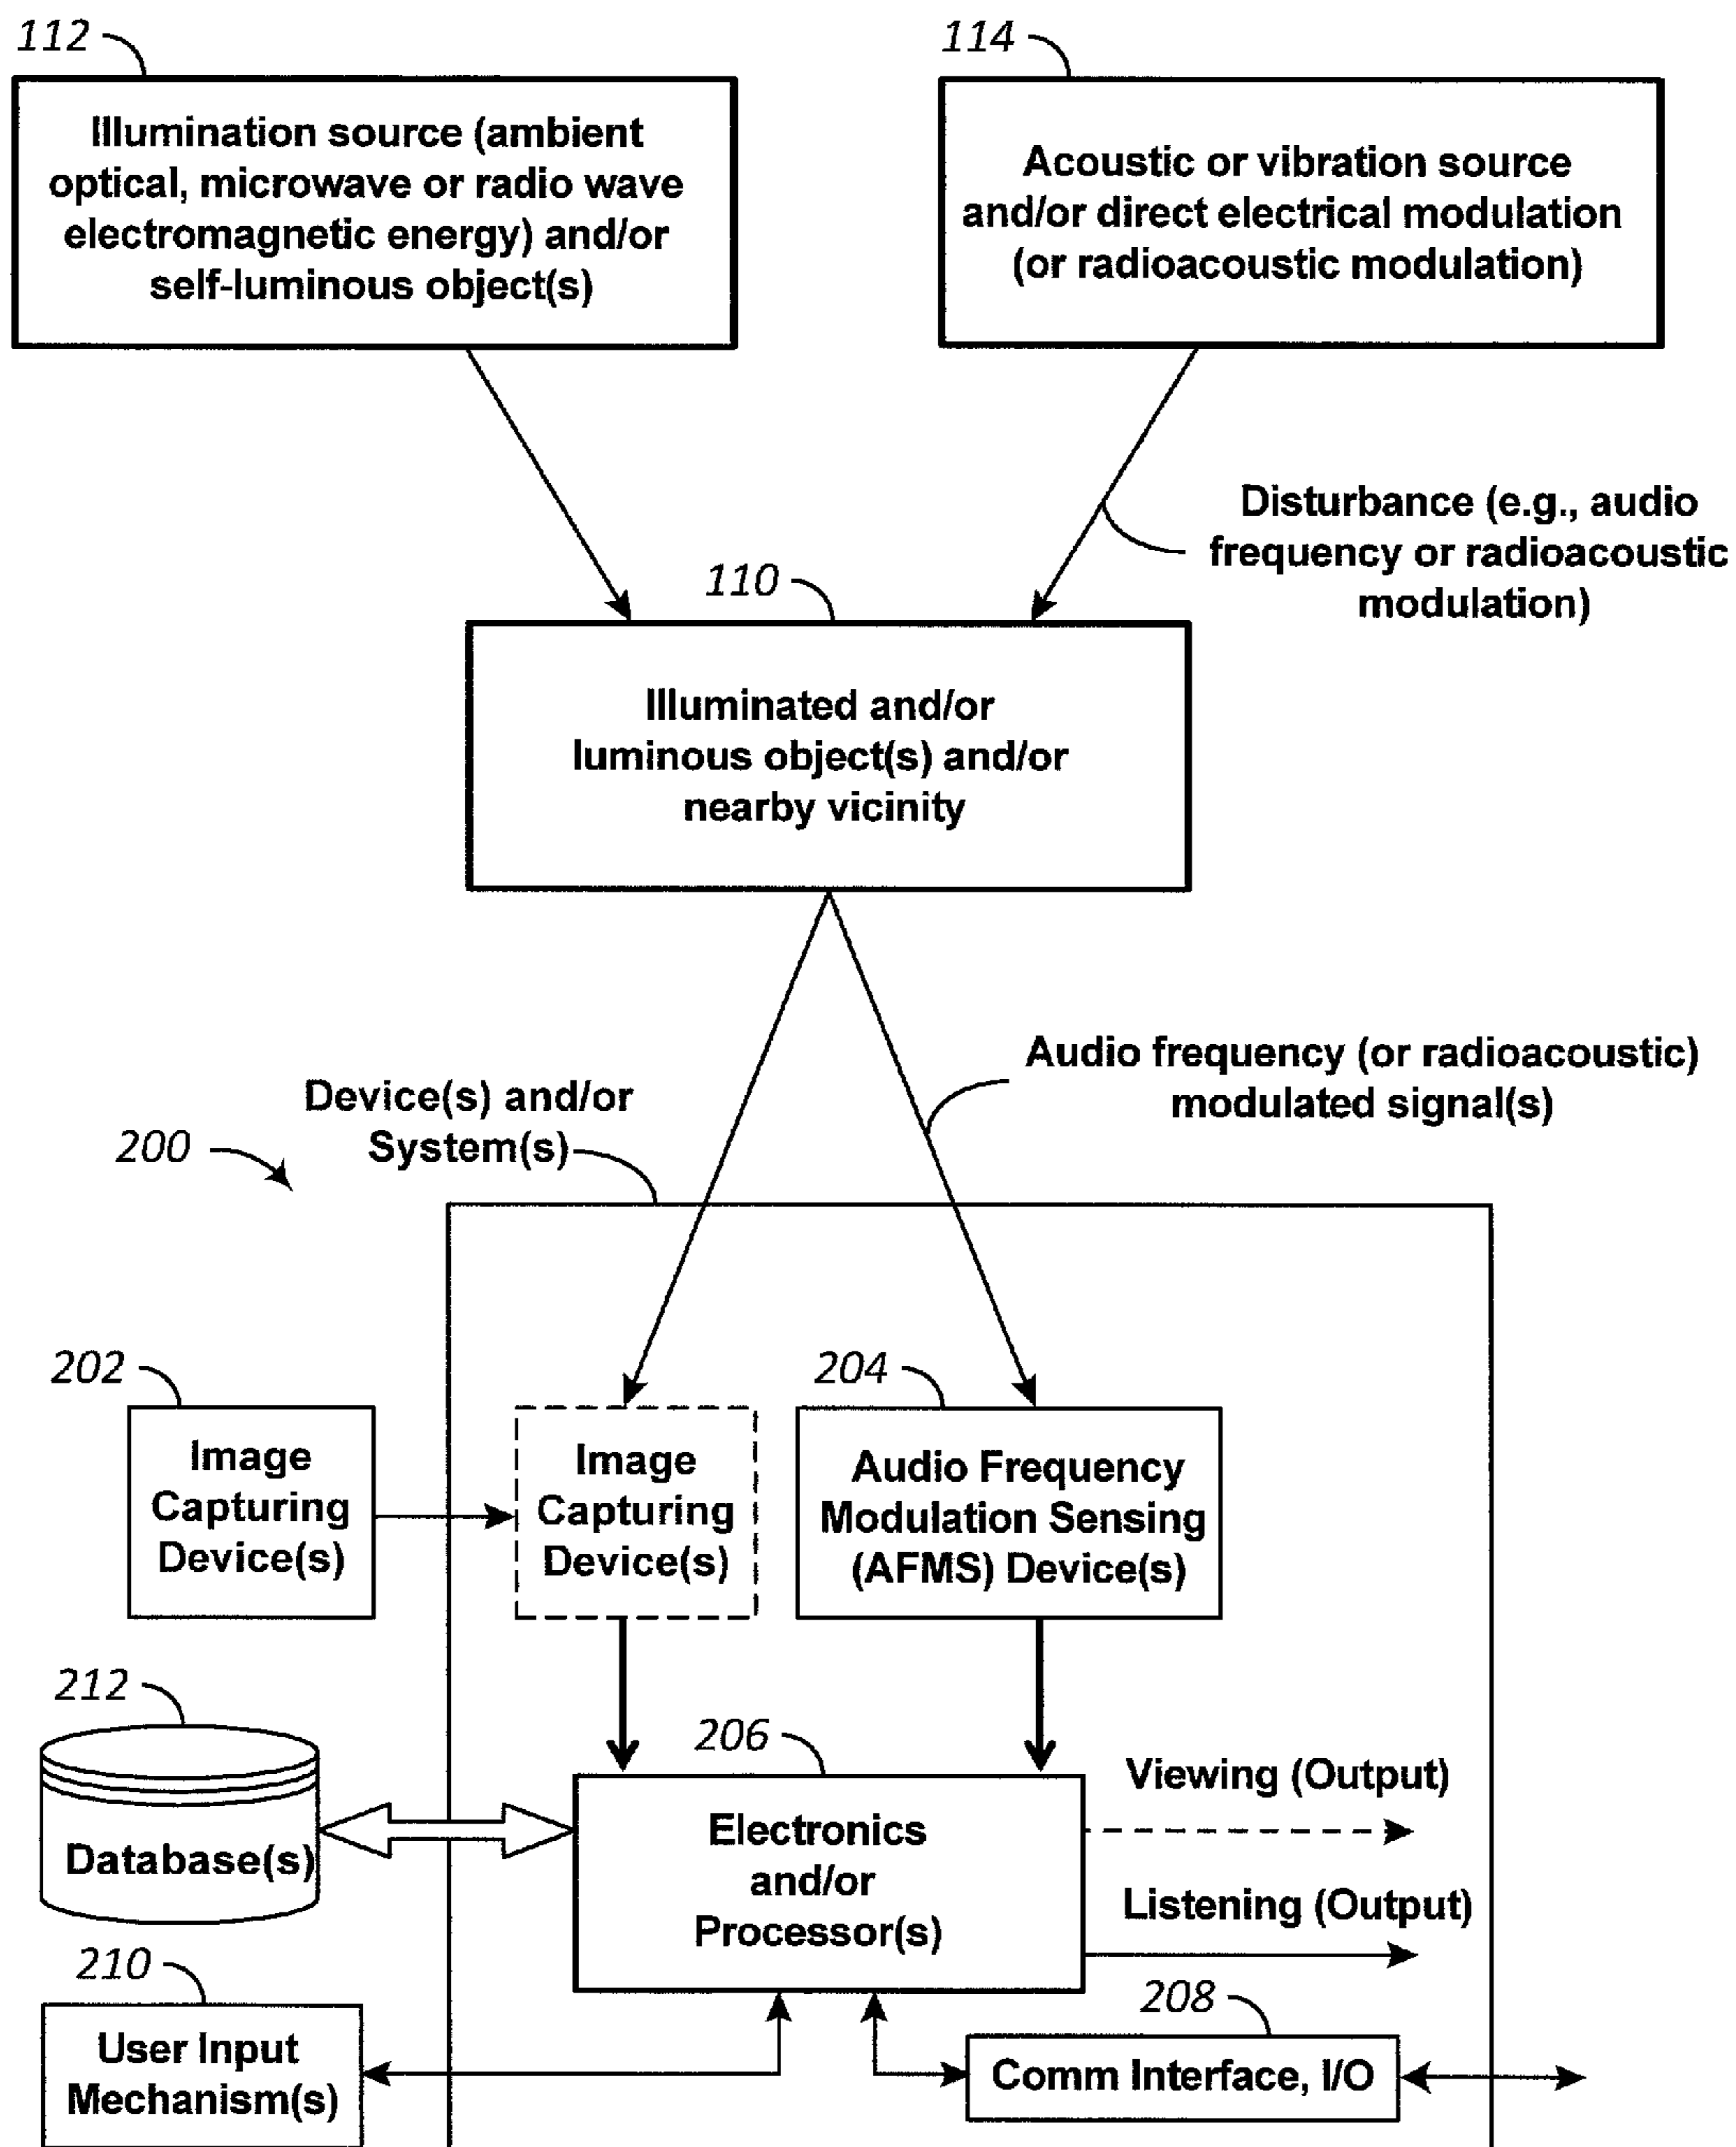 112
114
Illumination source (ambient
optical, microwave or radio wave
electromagnetic energy) and/or
self-luminous object(s)
Acoustic or vibration source
and/or direct electrical modulation
(or radioacoustic modulation)
Disturbance (e.g., audio
frequency or radioacoustic
modulation)
110
Illuminated and/or
luminous object(s) and/or
nearby vicinity
Audio frequency (or radioacoustic)
modulated signal(s)
Device(s) and/or
System(s)
200
202
204
Image
Capturing
Device(s)
Image
Capturing
Device(s)
Audio Frequency
Modulation Sensing
(AFMS) Device(s)
212
206
Database(s)
Electronics
and/or
Processor(s)
Viewing (Output)
Listening (Output)
210
208
User Input
Mechanism(s)
Comm Interface, I/O